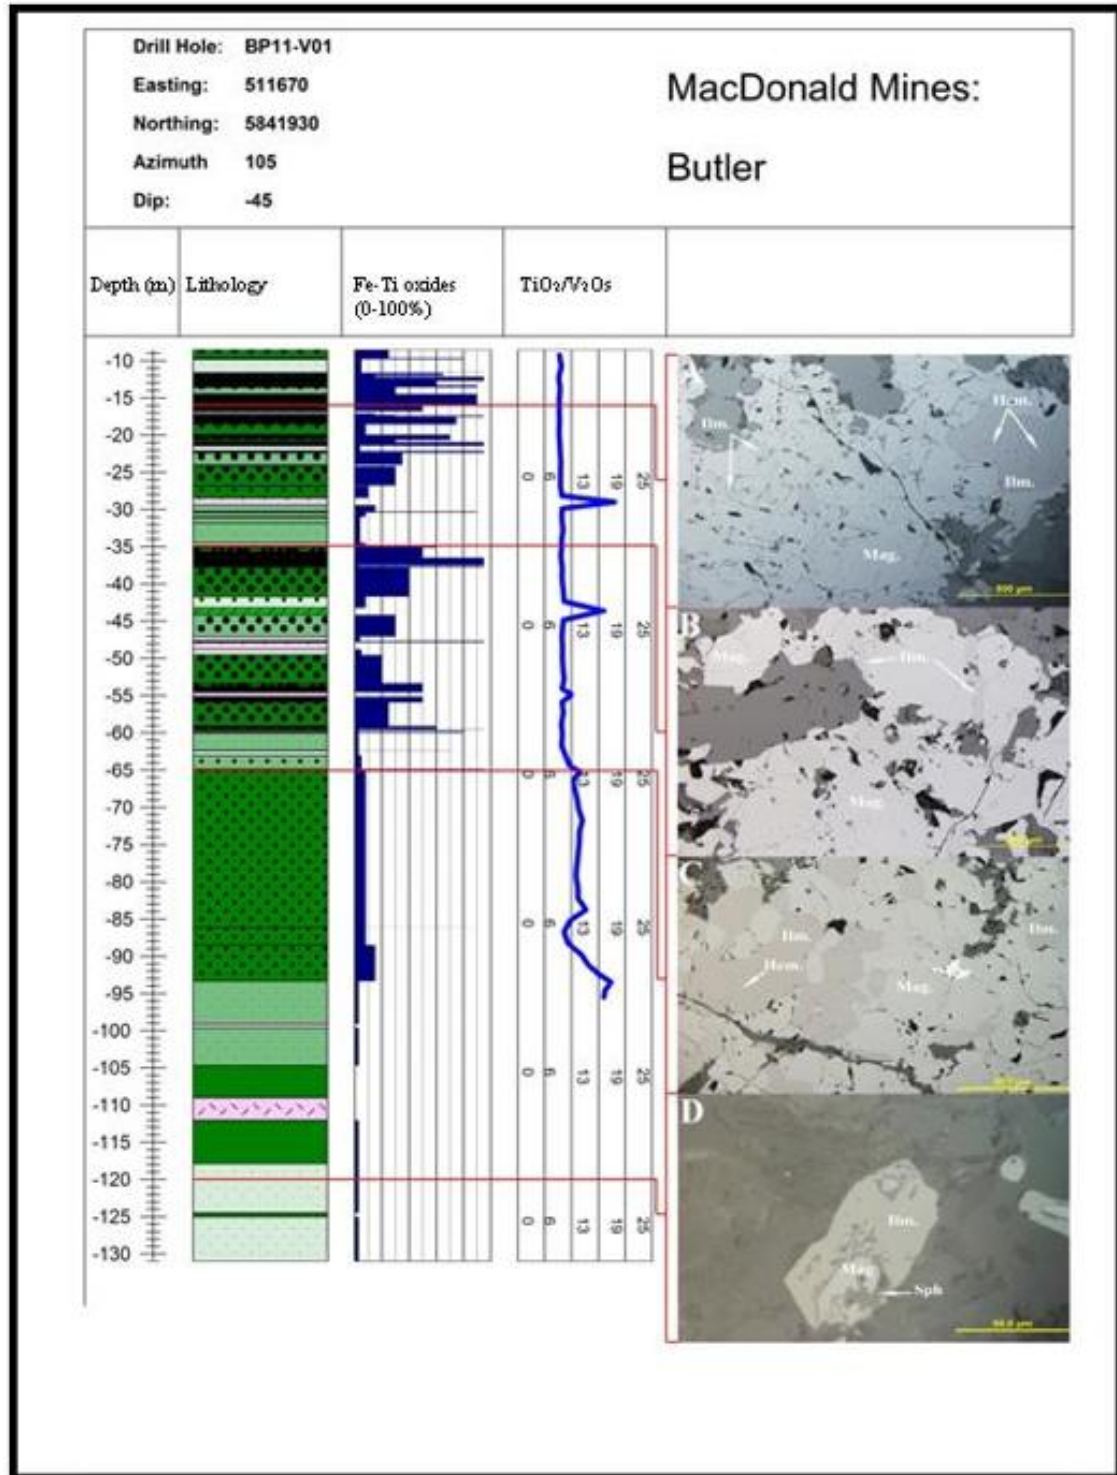 Drill Hole: BP11-V01
Easting: 511670
Northing: 5841930
Azimuth 105
Dip: -45
MacDonald Mines:
Butler
Depth (m)
Lithology
Fe-Ti oxides
(0-100%)
TiO₂/V₂O₅
-10
-15
-20
-25
-30
-35
-40
-45
-50
-55
-60
-65
-70
-75
-80
-85
-90
-95
-100
-105
-110
-115
-120
-125
-130
0 6 13 19 25
0 6 13 19 25
0 6 13 19 25
0 6 13 19 25
0 6 13 19 25
0 6 13 19 25
Ilm.
Hem.
Ilm.
Mag.
B
Mag.
Ilm.
Mag.
C
Ilm.
Ilm.
Hem.
Mag.
D
Ilm.
Mag
Sph